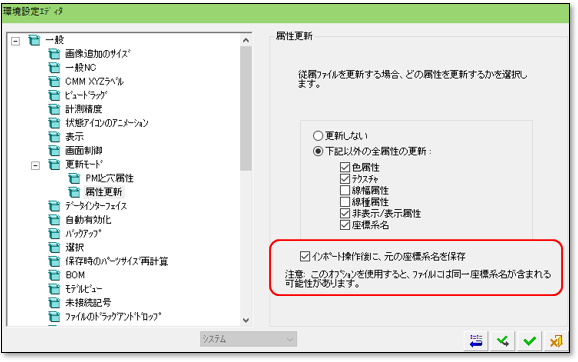 環境設定ｴﾃﾞｨﾀ
一般
画像追加のｻｲｽﾞ
一般NC
CMM XYZﾗﾍﾞﾙ
ﾋﾞｭｰﾄﾞﾗｯｸﾞ
計測精度
状態ｱｲｺﾝのｱﾆﾒｰｼｮﾝ
表示
画面制御
更新ﾓｰﾄﾞ
PMと穴属性
属性更新
ﾃﾞｰﾀｲﾝﾀｰﾌｪｲｽ
自動有効化
ﾊﾞｯｸｱｯﾌﾟ
選択
保存時のﾊﾟｰﾂｻｲｽﾞ再計算
BOM
ﾓﾃﾞﾙﾋﾞｭｰ
未接続記号
ﾌｧｲﾙのﾄﾞﾗｯｸﾞｱﾝﾄﾞﾄﾞﾛｯﾌﾟ
属性更新
従属ﾌｧｲﾙを更新する場合、どの属性を更新するかを選択し
ます。
更新しない
下記以外の全属性の更新：
色属性
ﾃｸｽﾁｬ
線幅属性
線種属性
非表示/表示属性
座標系名
ｲﾝﾎﾟｰﾄ操作後に、元の座標系名を保存
注意: このｵﾌﾟｼｮﾝを使用すると、ﾌｧｲﾙには同一座標系名が含まれる
可能性があります。
ｼｽﾃﾑ